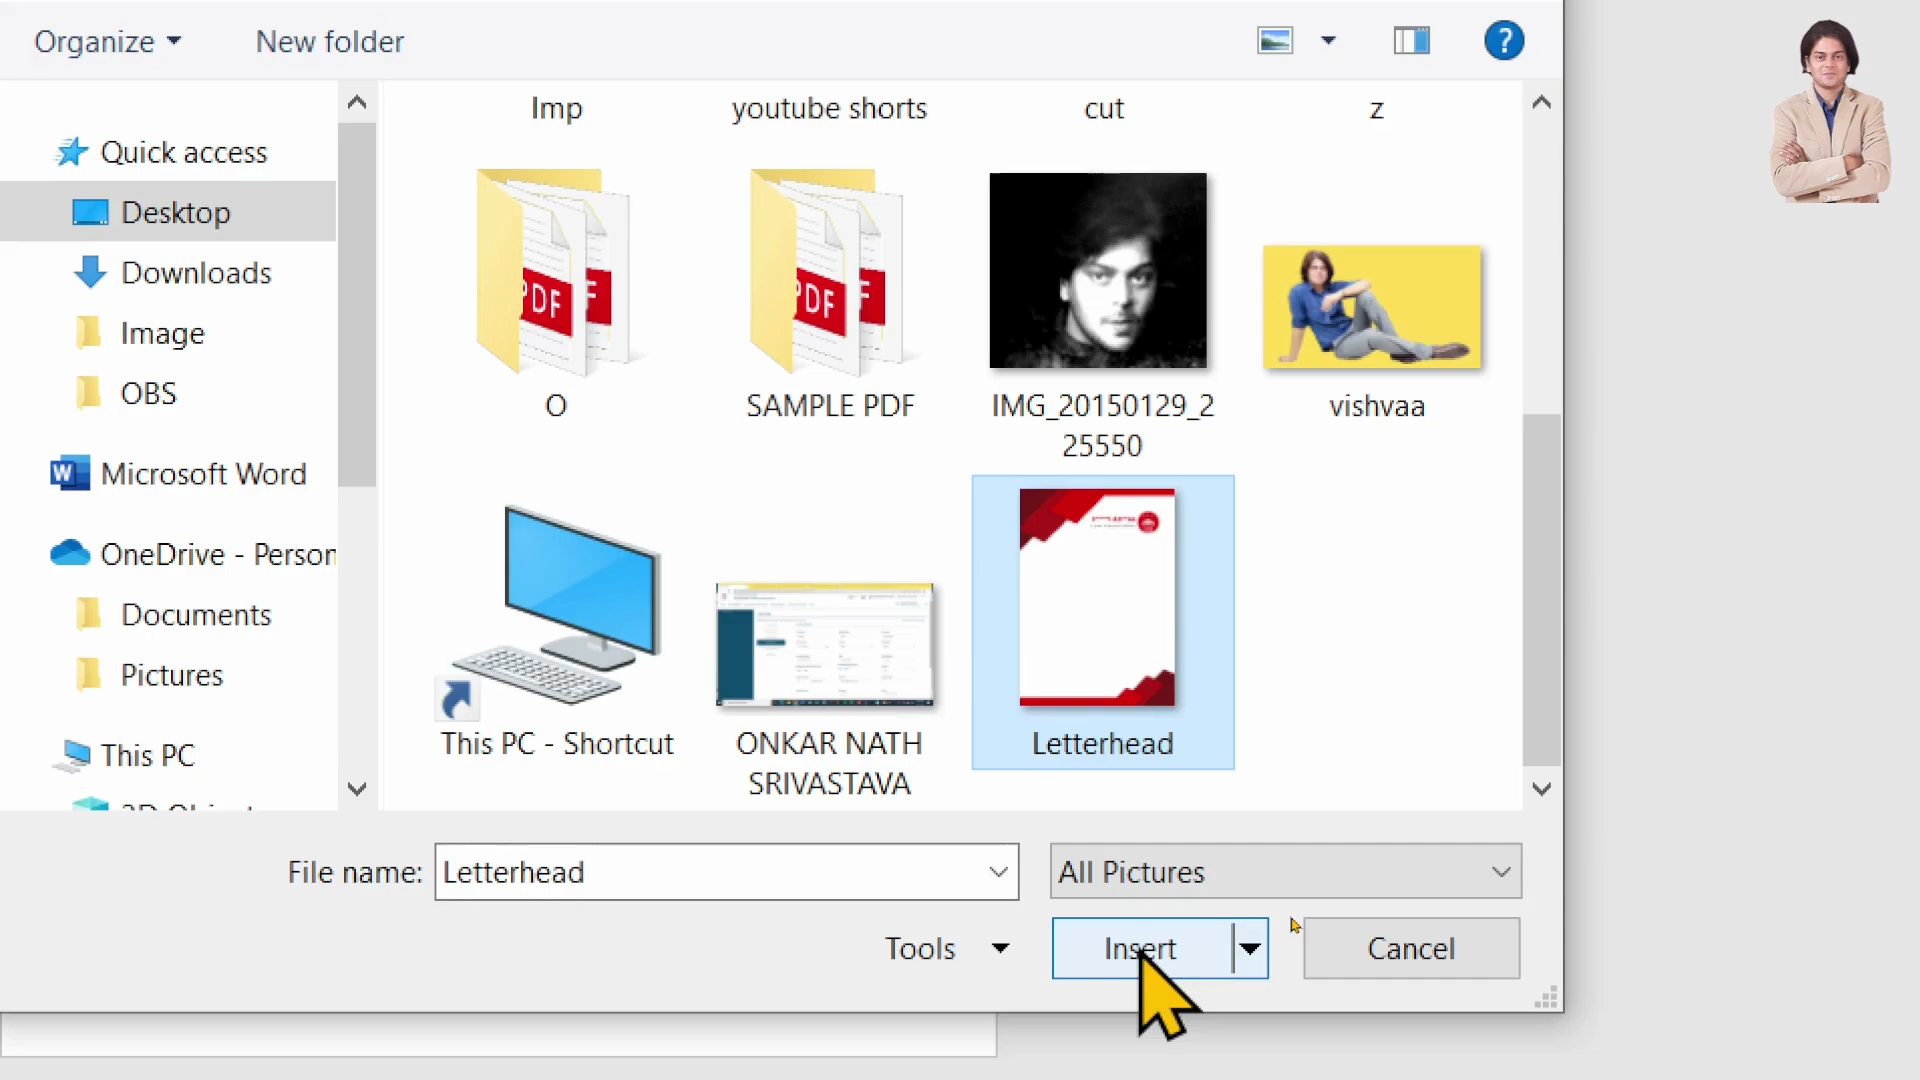 Organize
New folder
?
Imp
youtube shorts
cut
z
Quick access
Desktop
Downloads
Image
OBS
Microsoft Word
OneDrive - Person
Documents
Pictures
This PC
PDF
PDF
O
SAMPLE PDF
IMG_20150129_2
25550
vishvaa
This PC - Shortcut
ONKAR NATH
SRIVASTAVA
Letterhead
File name:
Letterhead
All Pictures
Tools
Insert
Cancel